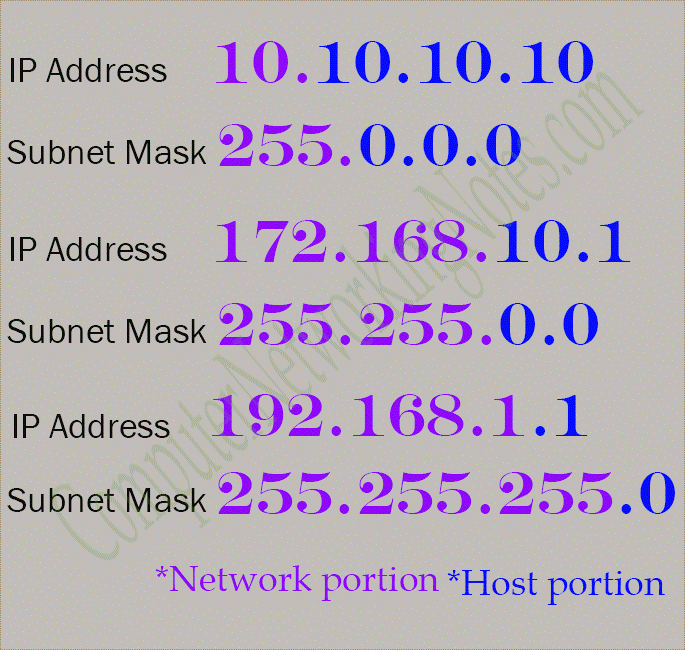 IP Address 10.10.10.10
Subnet Mask 255.0.0.0
IP Address 172.168.10.1
Subnet Mask 255.255.0.0
IP Address 192.168.1.1
Subnet Mask 255.255.255.0
*Network portion *Host portion
ComputerNetworkingNotes.com